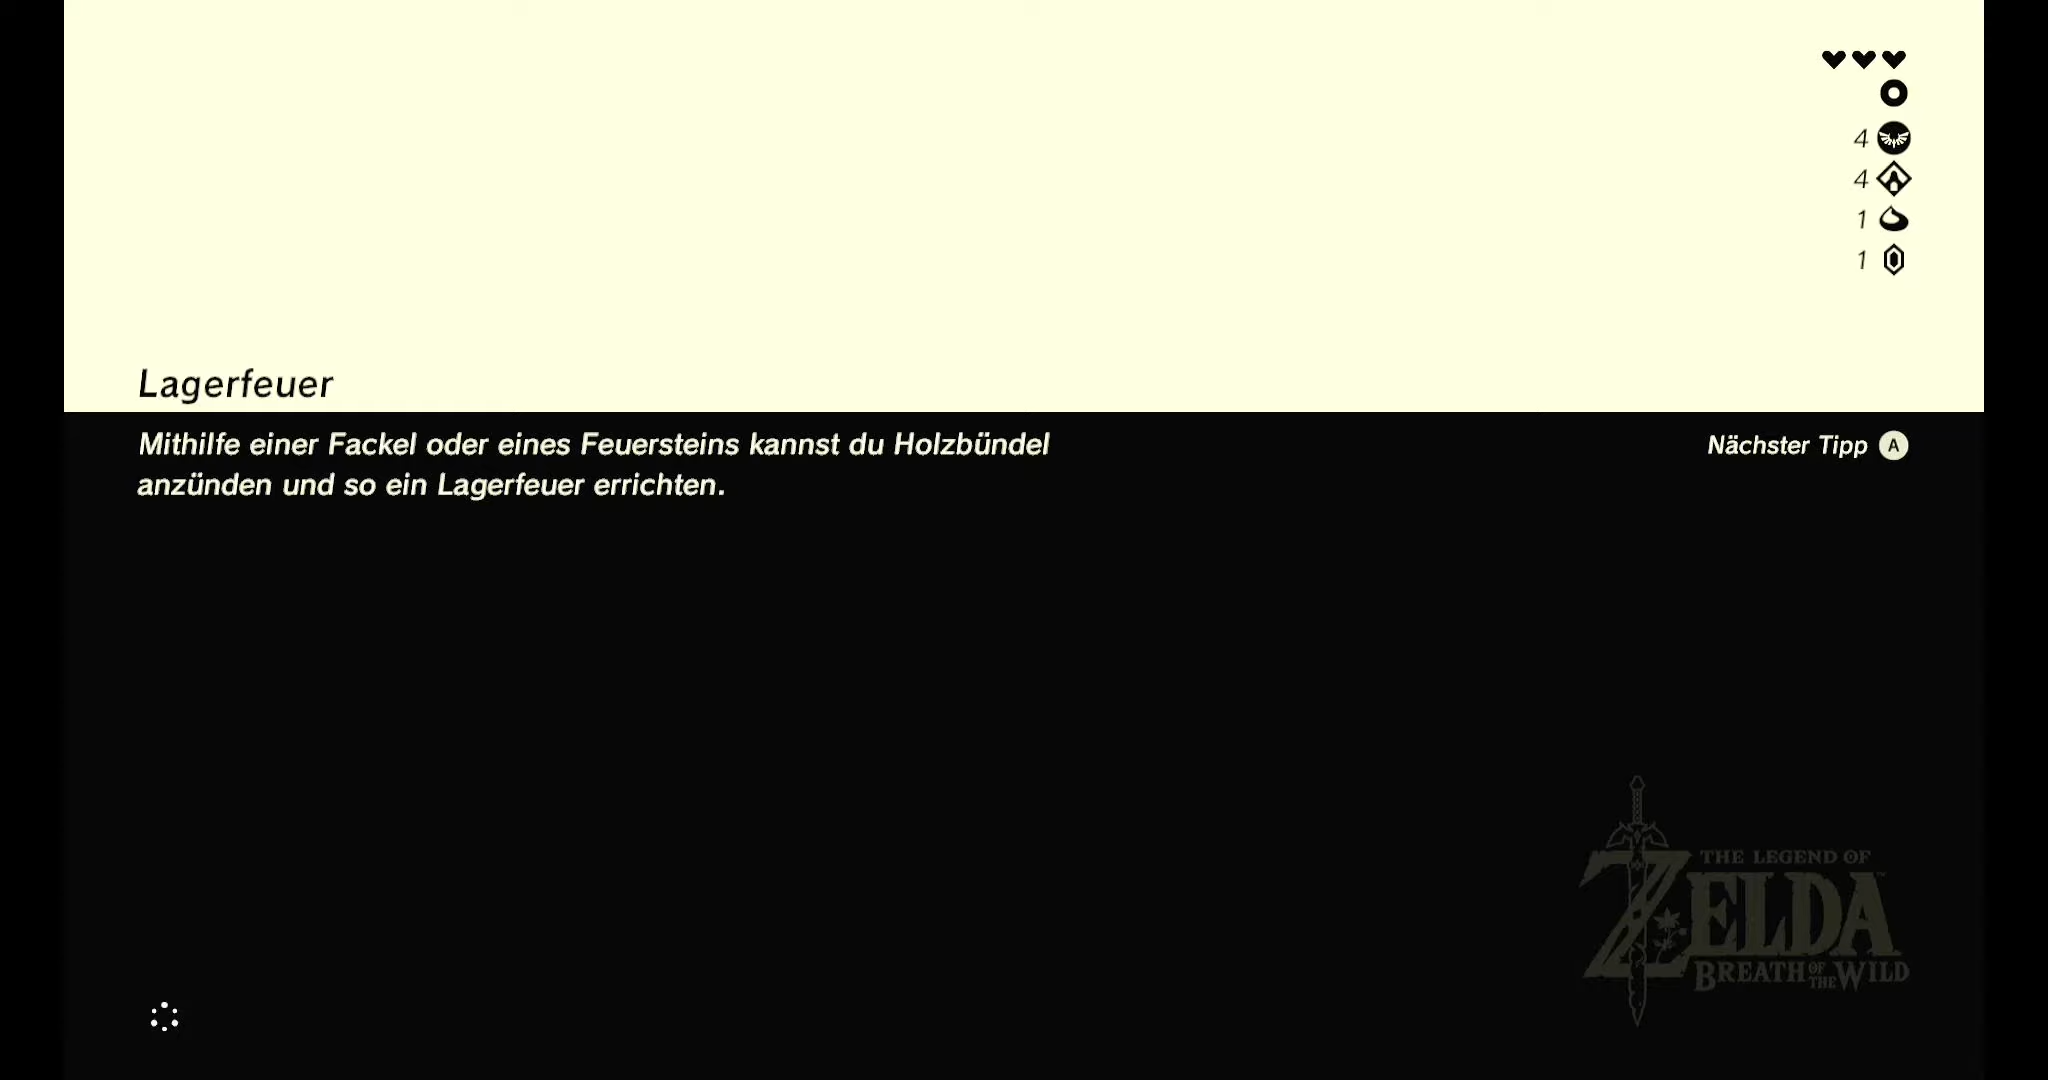 4
4
1
1
Lagerfeuer
Mithilfe einer Fackel oder eines Feuersteins kannst du Holzbündel
anzünden und so ein Lagerfeuer errichten.
Nächster Tipp A
THE LEGEND OF
ZELDA™
BREATH OF THE WILD